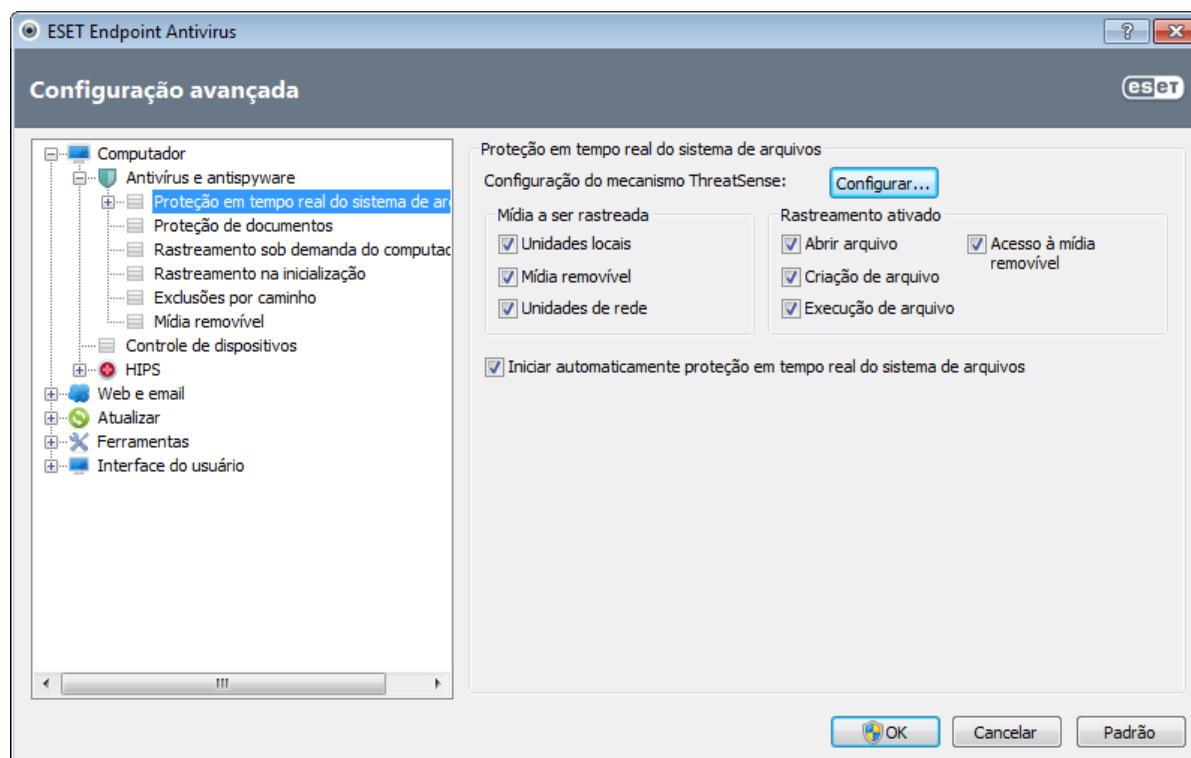 ESET Endpoint Antivirus
?
Configuração avançada
eset
Computador
Antivírus e antispyware
Proteção em tempo real do sistema de
Proteção de documentos
Rastreamento sob demanda do computac
Rastreamento na inicialização
Exclusões por caminho
Mídia removível
Controle de dispositivos
HIPS
Web e email
Atualizar
Ferramentas
Interface do usuário
Proteção em tempo real do sistema de arquivos
Configuração do mecanismo ThreatSense:
Configurar...
Mídia a ser rastreada
Unidades locais
Mídia removível
Unidades de rede
Rastreamento ativado
Abrir arquivo
Criação de arquivo
Execução de arquivo
Acesso à mídia
removível
Iniciar automaticamente proteção em tempo real do sistema de arquivos
OK
Cancelar
Padrão